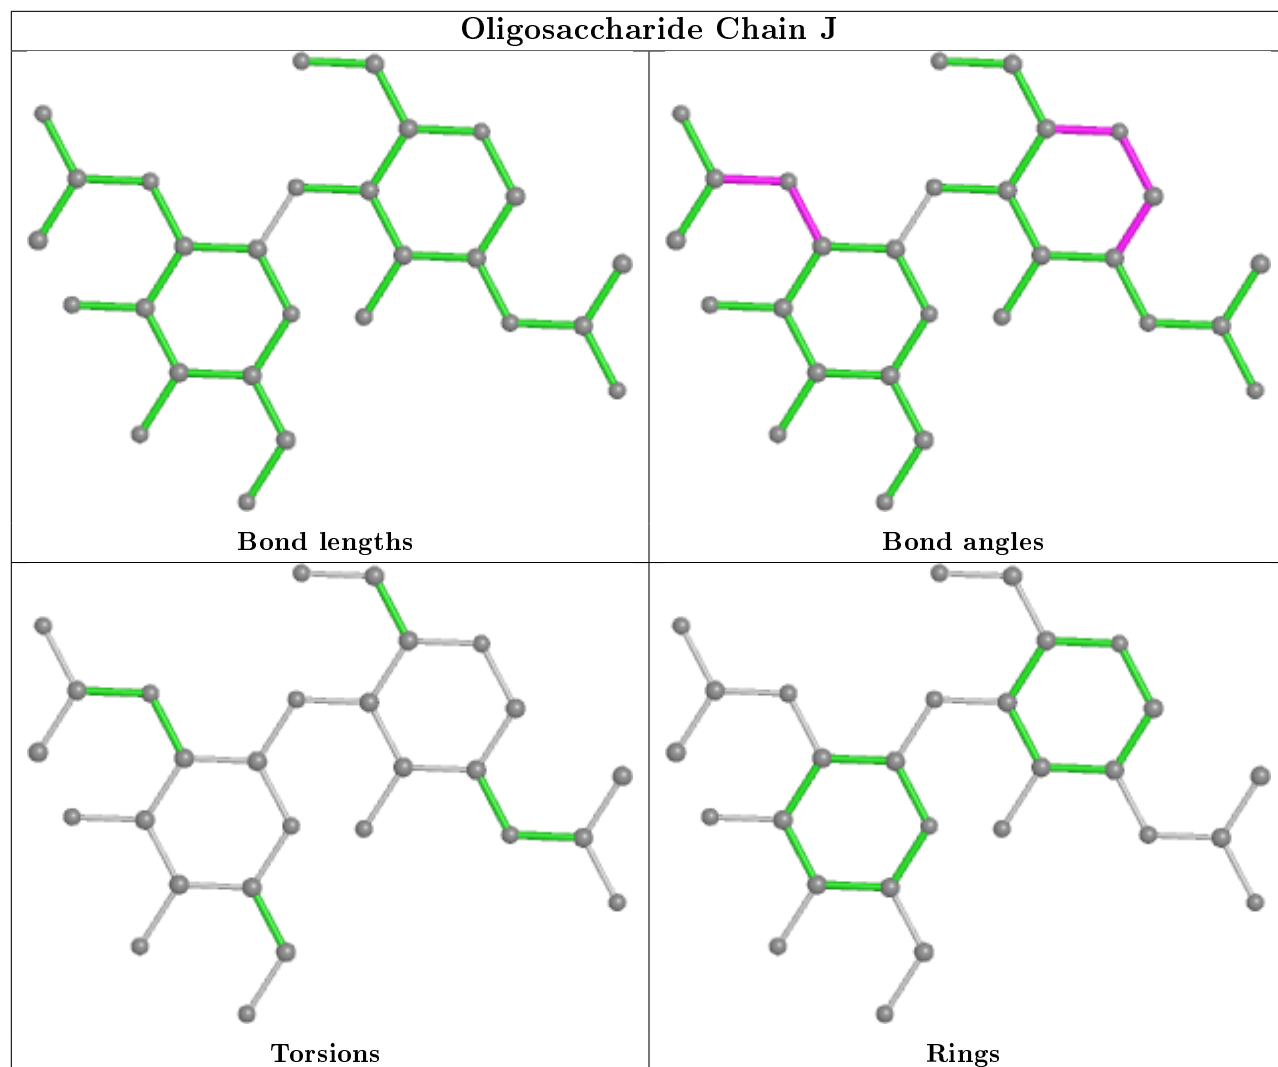 Oligosaccharide Chain J
Bond lengths
Bond angles
Torsions
Rings